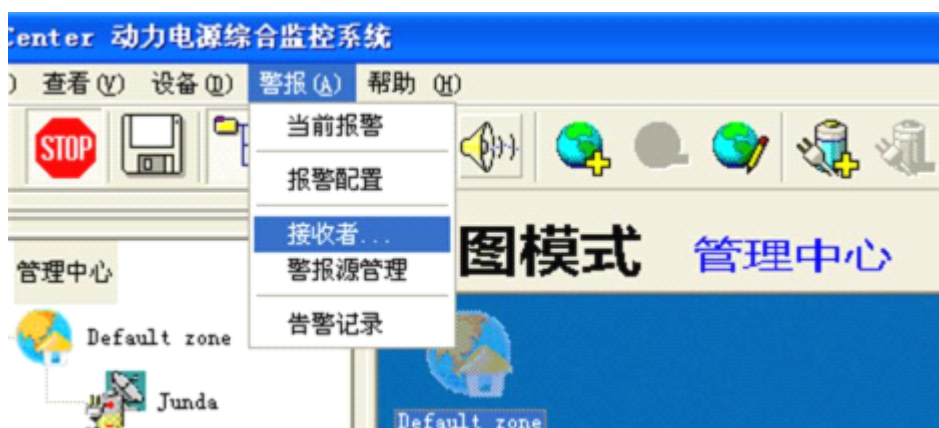 Center 动力电源综合监控系统
) 查看(V) 设备(D) 警报(A) 帮助 (H)
STOP
当前报警
报警配置
接收者...
警报源管理
告警记录
图模式 管理中心
管理中心
Default zone
Junda
Default zone